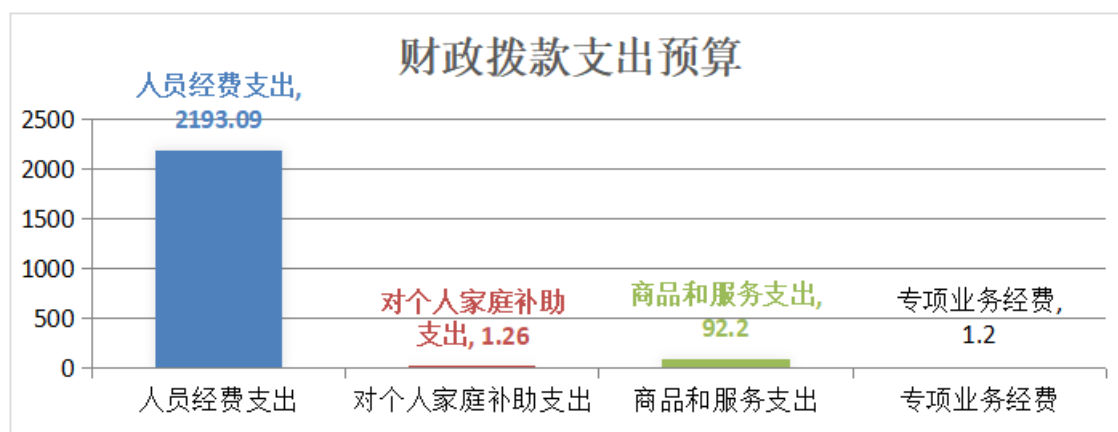 财政拨款支出预算
人员经费支出,
2193.09
2500
2000
1500
1000
500
0
对个人家庭补助
支出, 1.26
商品和服务支出,
92.2
专项业务经费,
1.2
人员经费支出
对个人家庭补助支出
商品和服务支出
专项业务经费